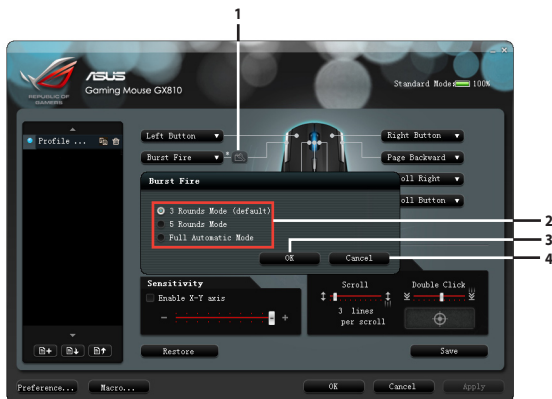 1
ASUS
REPUBLIC OF
GAMERS
Gaming Mouse GX810
Standard Mode 100%
Profile ...
Left Button
Right Button
Burst Fire
Page Backward
oll Right
oll Button
Burst Fire
3 Rounds Mode (default)
5 Rounds Mode
Full Automatic Mode
2
3
OK
Cancel
4
Sensitivity
Enable X-Y axis
Scroll
Double Click
3 lines
per scroll
Restore
Save
Preference...
Macro...
OK
Cancel
Apply